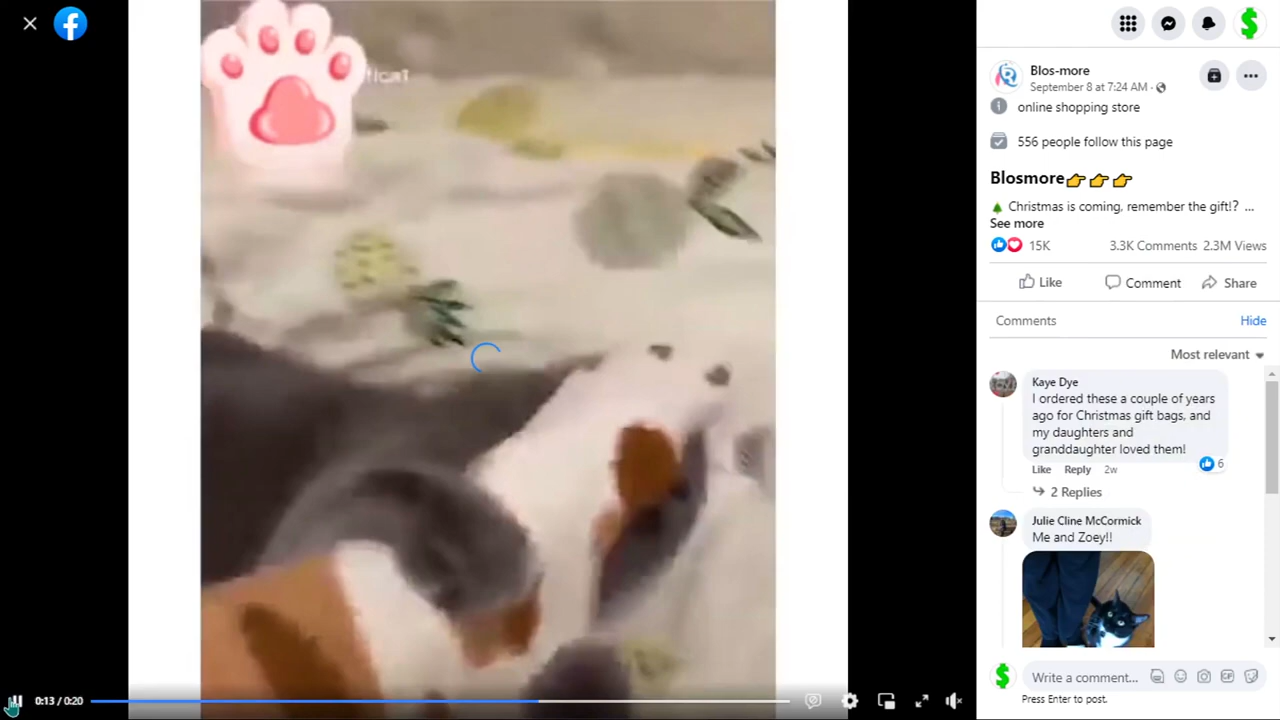 Blos-more
September 8 at 7:24 AM ·
online shopping store
556 people follow this page
Blosmore👉👉👉
🎄 Christmas is coming, remember the gift!? ...
See more
15K
3.3K Comments 2.3M Views
Like
Comment
Share
Comments
Hide
Most relevant
Kaye Dye
I ordered these a couple of years
ago for Christmas gift bags, and
my daughters and
granddaughter loved them!
6
Like Reply 2w
2 Replies
Julie Cline McCormick
Me and Zoey!!
Write a comment...
GIF
Press Enter to post.
0:13 / 0:20